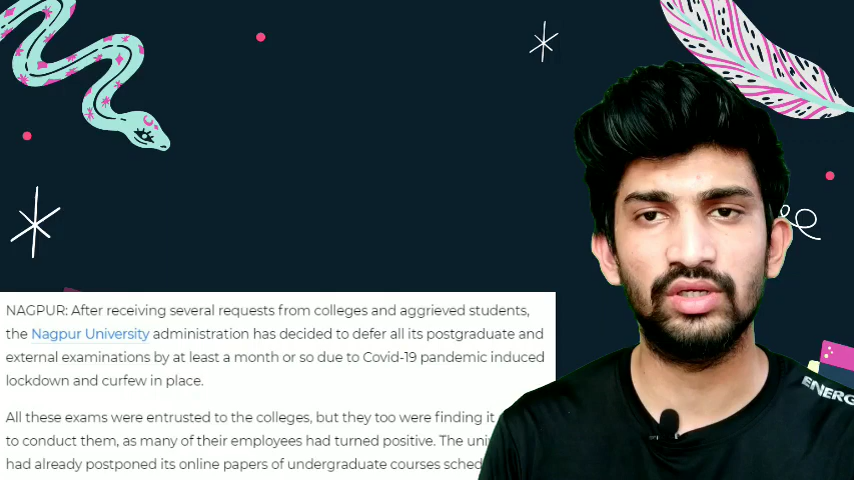 NAGPUR: After receiving several requests from colleges and aggrieved students,
the Nagpur University administration has decided to defer all its postgraduate and
external examinations by at least a month or so due to Covid-19 pandemic induced
lockdown and curfew in place.
All these exams were entrusted to the colleges, but they too were finding it
to conduct them, as many of their employees had turned positive. The
had already postponed its online papers of undergraduate courses
ENERG